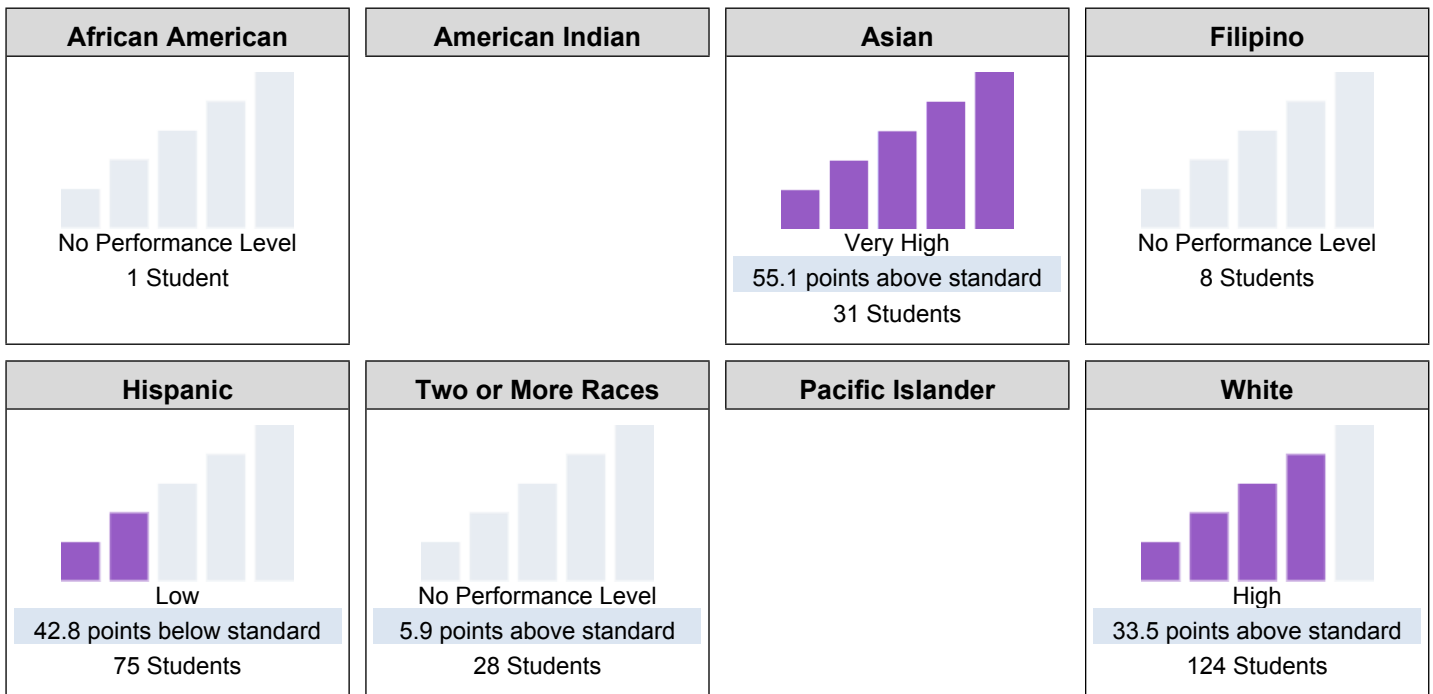 African American
No Performance Level
1 Student
American Indian
Asian
Very High
55.1 points above standard
31 Students
Filipino
No Performance Level
8 Students
Hispanic
Low
42.8 points below standard
75 Students
Two or More Races
No Performance Level
5.9 points above standard
28 Students
Pacific Islander
White
High
33.5 points above standard
124 Students